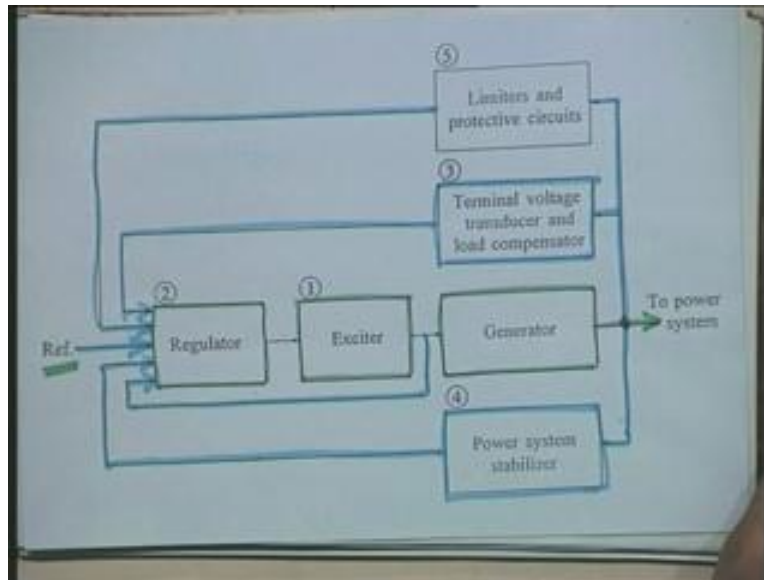 ⑤
Limiters and
protective circuits
③
Terminal voltage
transducer and
load compensator
②
①
To power
system
Ref.
Regulator
Exciter
Generator
④
Power system
stabilizer